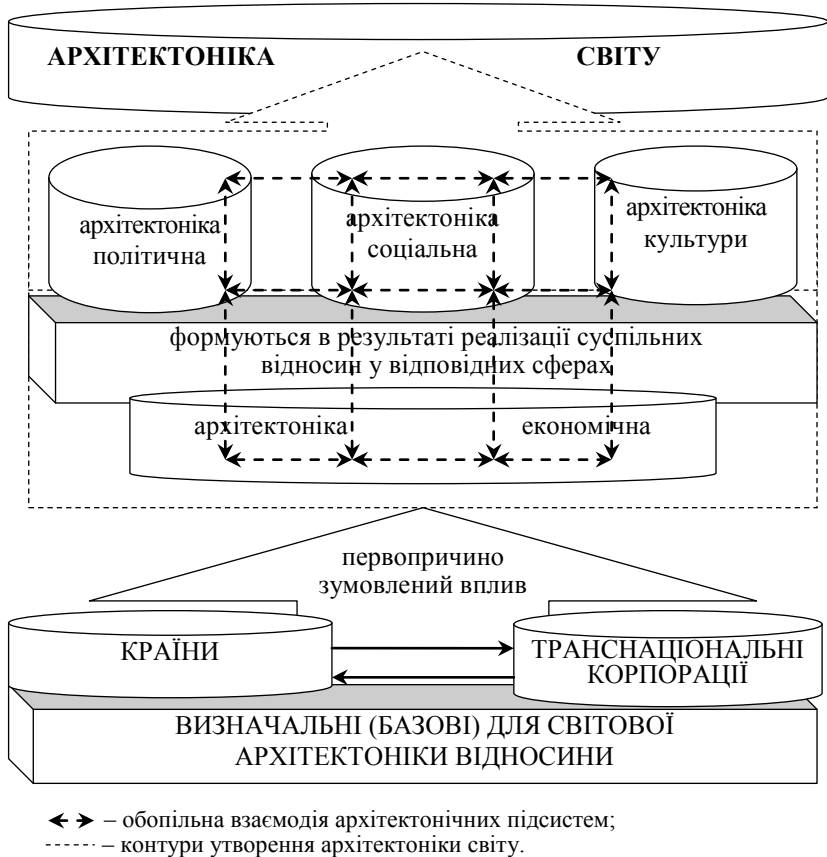 АРХІТЕКТОНІКА СВІТУ
архітектоніка
політична
архітектоніка
соціальна
архітектоніка
культури
формуються в результаті реалізації суспільних
відносин у відповідних сферах
архітектоніка економічна
первопричино
зумовлений вплив
КРАЇНИ
ТРАНСНАЦІОНАЛЬНІ
КОРПОРАЦІЇ
ВИЗНАЧАЛЬНІ (БАЗОВІ) ДЛЯ СВІТОВОЇ
АРХІТЕКТОНІКИ ВІДНОСИНИ
– обопільна взаємодія архітектонічних підсистем;
– контури утворення архітектоніки світу.